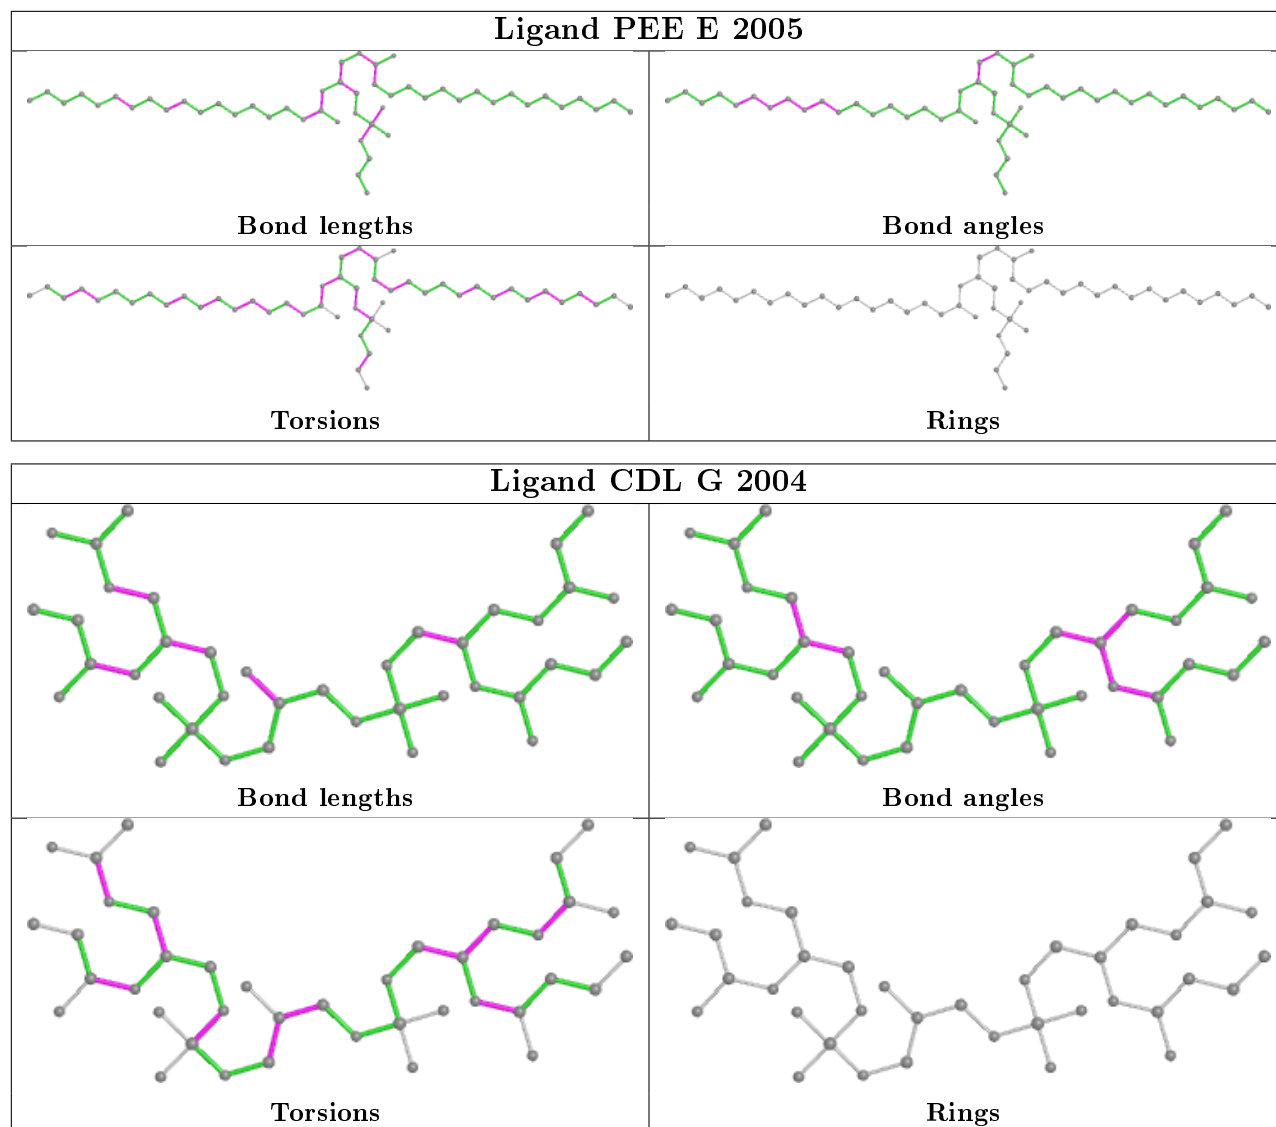 Ligand PEE E 2005
Bond lengths
Bond angles
Torsions
Rings
Ligand CDL G 2004
Bond lengths
Bond angles
Torsions
Rings